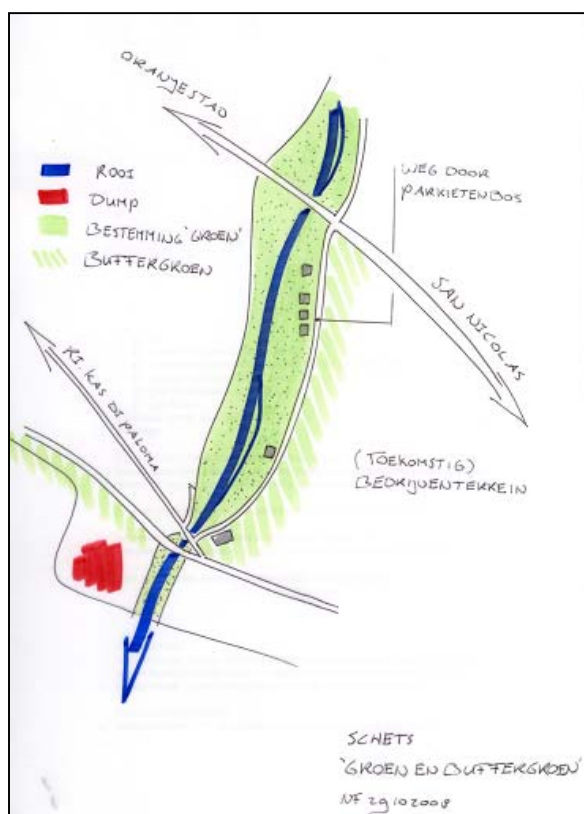 ORANJESTAD
ROOI
DUMP
BESTEMMING 'GROEN'
BUFFERGROEN
WEG DOOR
PARKIETENBOS
SAN NICOLAS
RI. KAS DI PALOMA
(TOEKOMSTIG)
BEDRIJVENTERREIN
SCHETS
'GROEN EN BUFFERGROEN'
NF 29102008